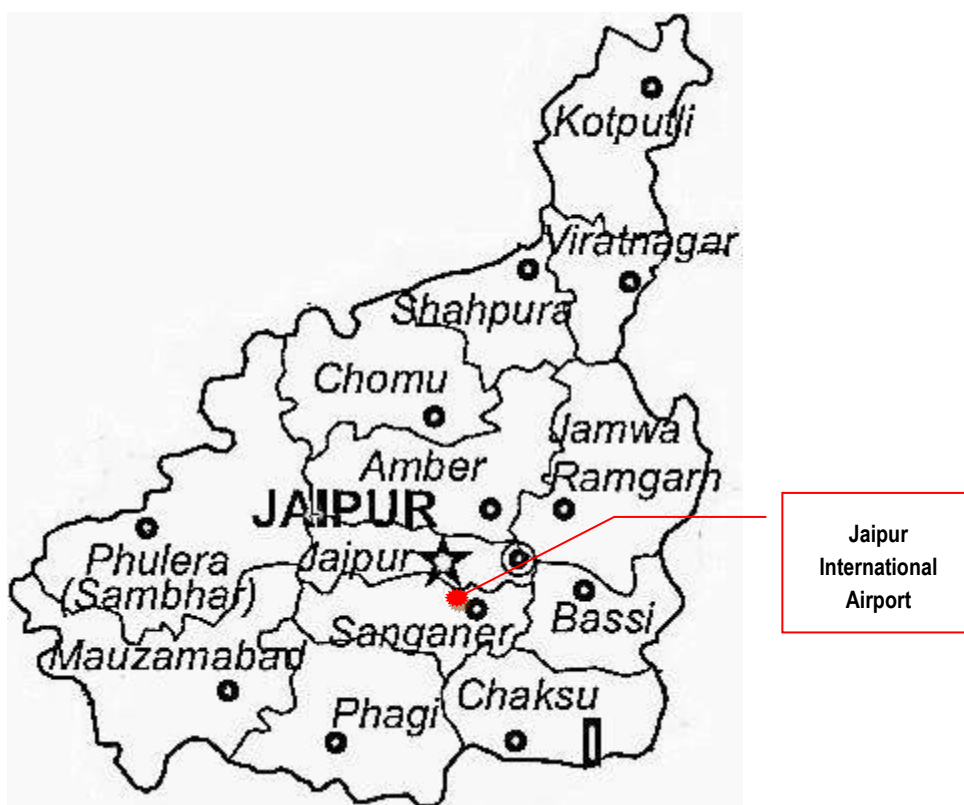 Kotputli
Viratnagar
Shahpura
Chomu
Jamwa
Ramgarh
Amber
JAIPUR
Jaipur
Phulera
(Sambhar)
Bassi
Sanganer
Mauzamabad
Chaksu
Phagi
Jaipur
International
Airport